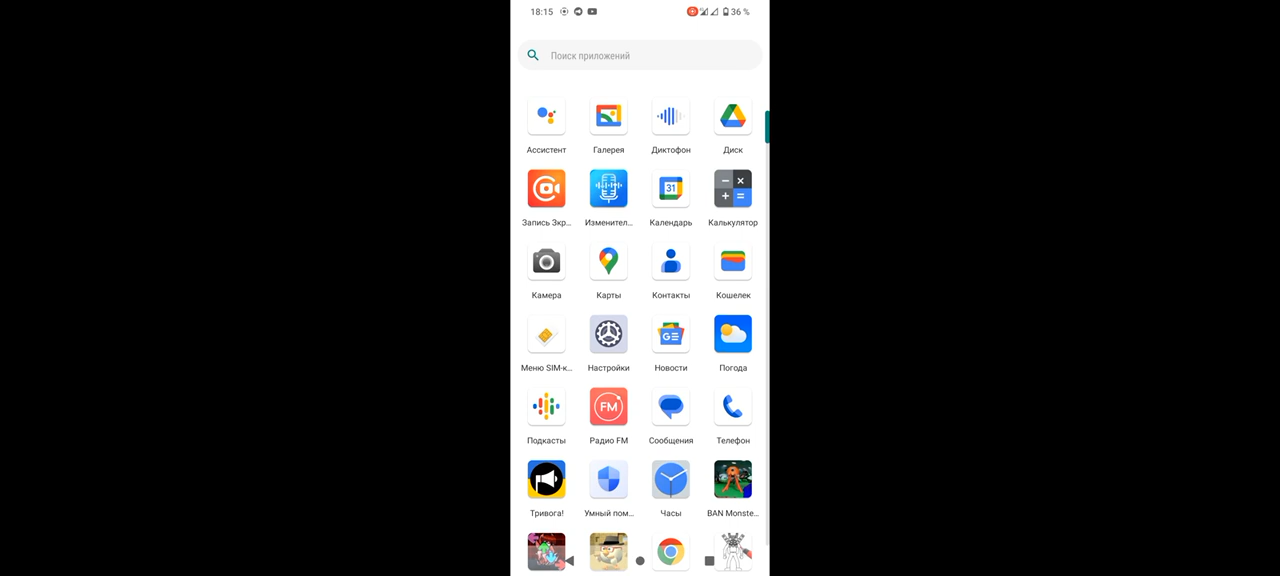 18:15 36 %
Поиск приложений
Ассистент Галерея Диктофон Диск
Запись Экр... Изменител... Календарь Калькулятор
31
Камера Карты Контакты Кошелек
Меню SIM-к... Настройки Новости Погода
GE
Подкасты Радио FM Сообщения Телефон
FM
Тривога! Умный пом... Часы BAN Monste...